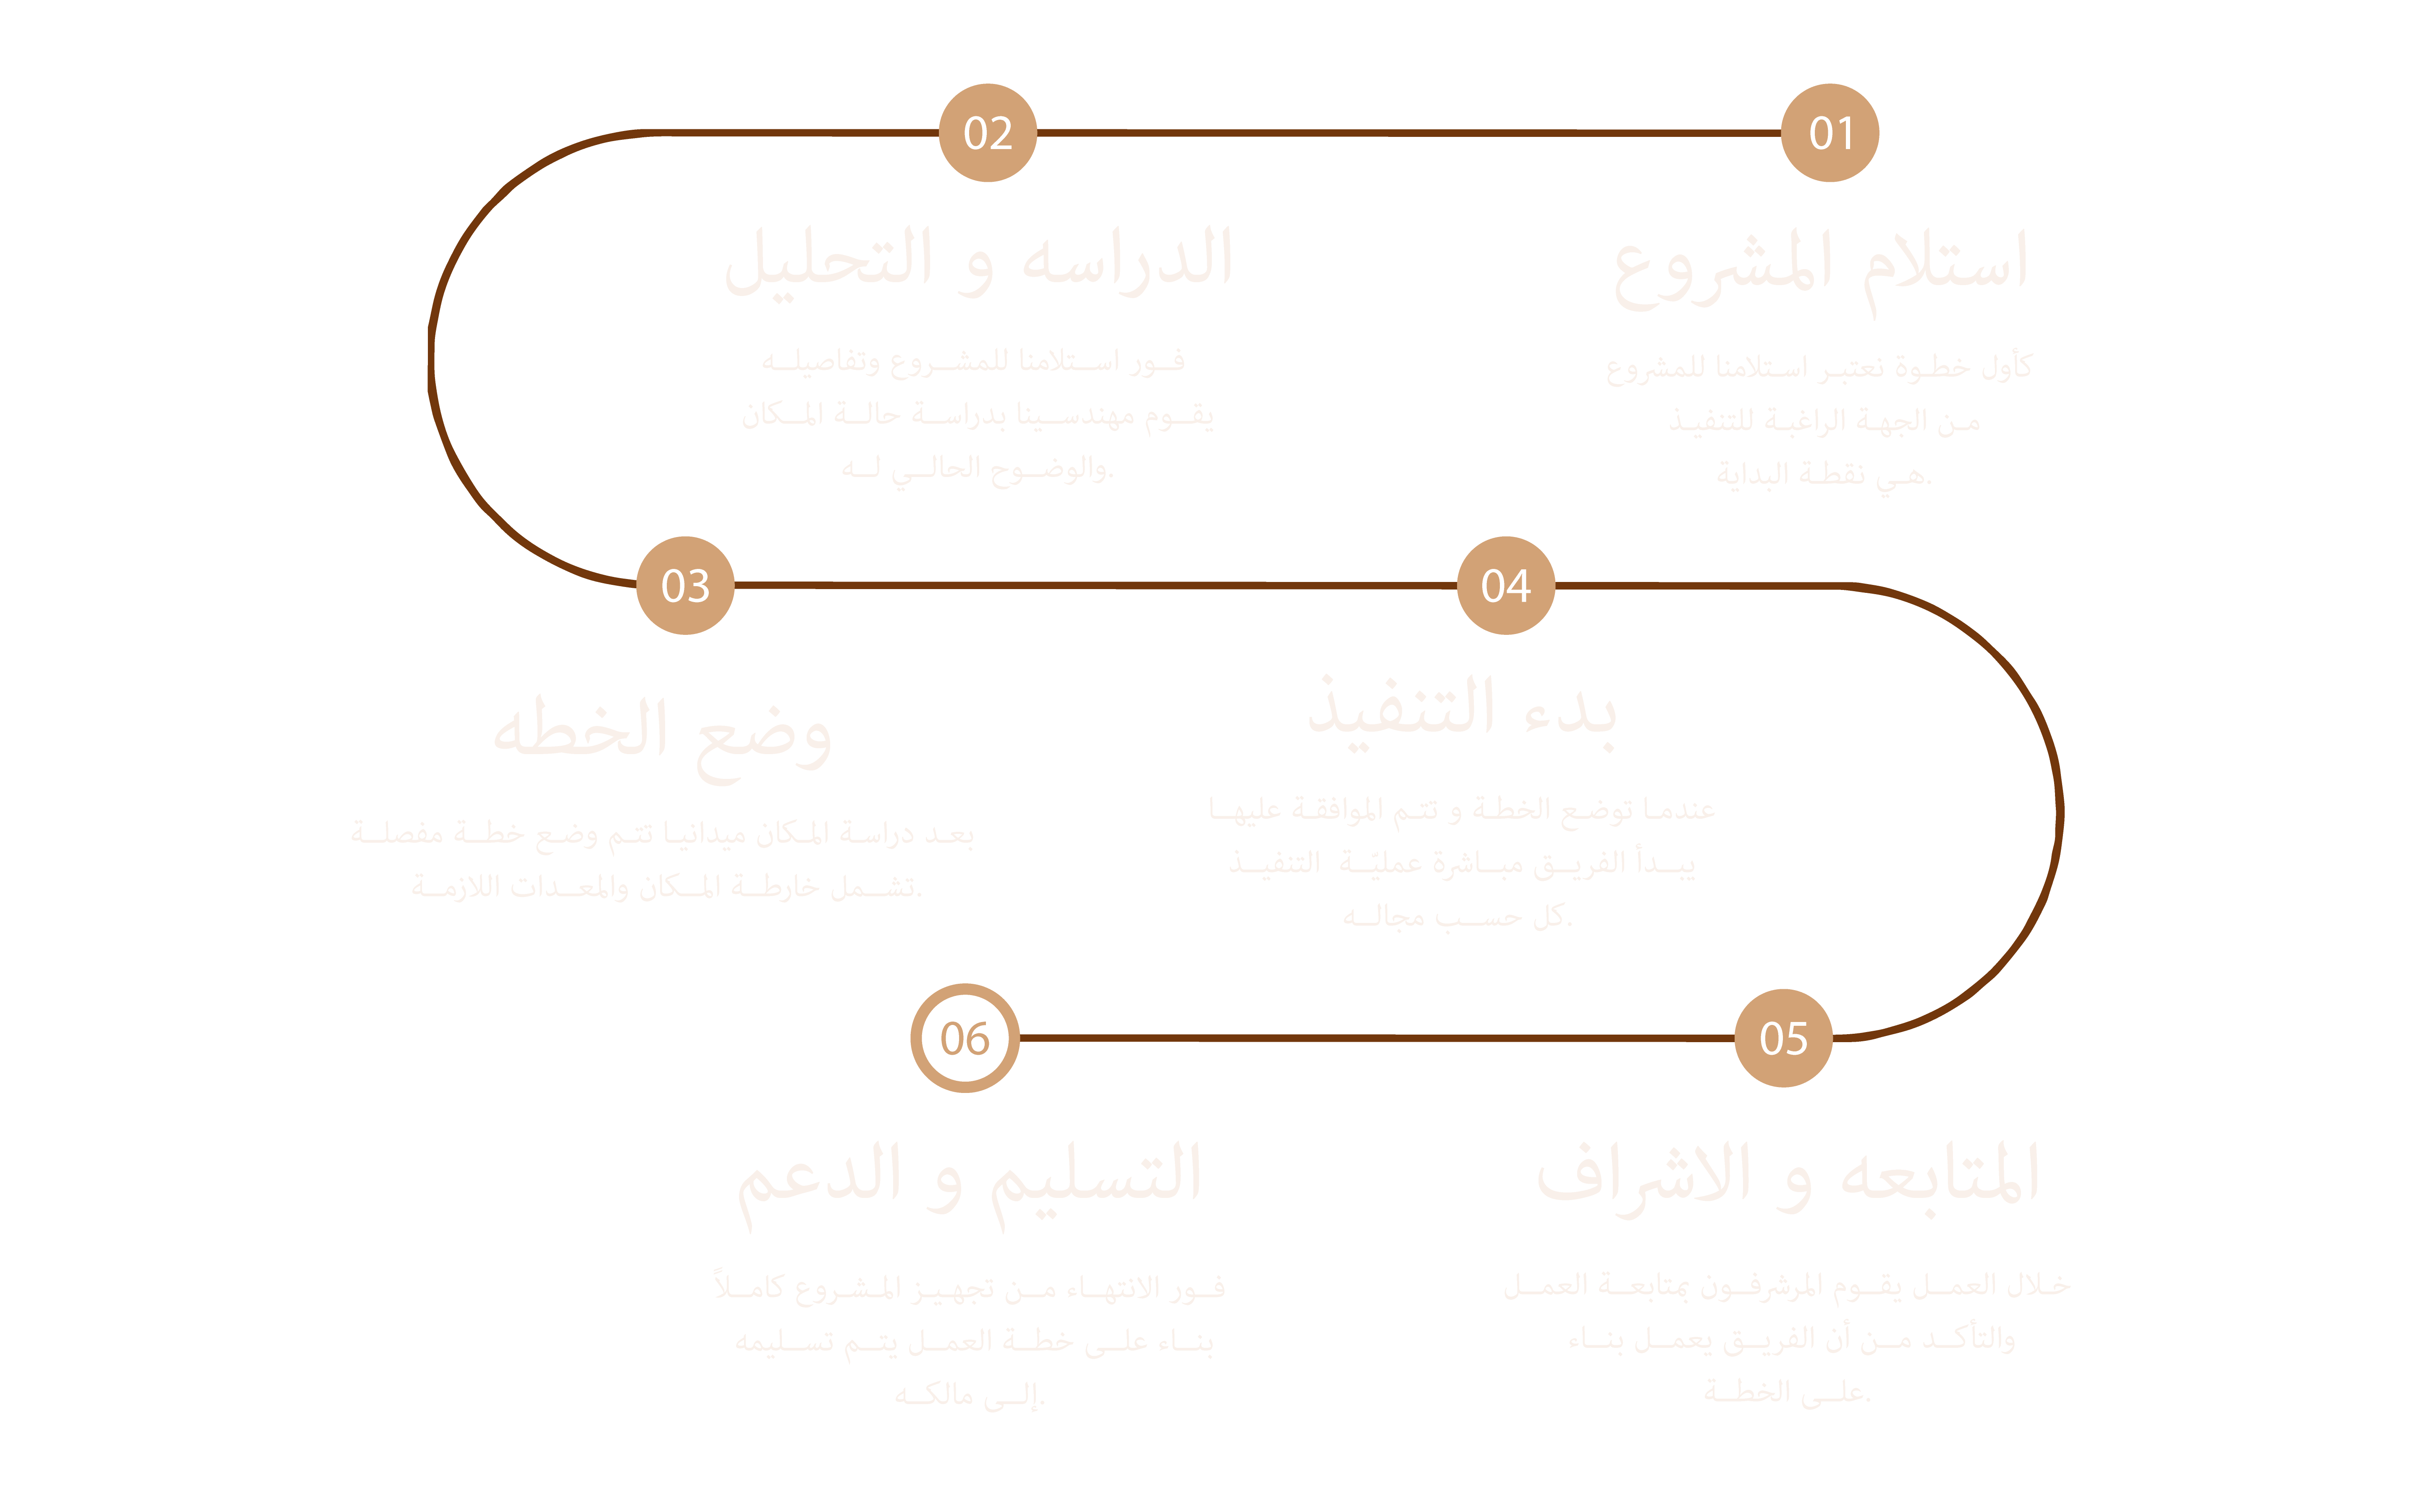 01
استلام المشروع
كأول خطوة نعتبر استلامنا للمشروع
من الجهة الراغبة للتنفيذ
هي نقطة البداية.
02
الدراسه و التحليل
فور استلامنا للمشروع وتفاصيله
يقوم مهندسينا بدراسة حالة المكان
والوضوح الحالي له.
03
وضع الخطه
بعد دراسة المكان ميدانيا تتم وضع خطة مفصلة
تشمل خارطة المكان والمعدات اللازمة.
04
بدء التنفيذ
عندما توضع الخطة و تتم الموافقة عليها
يبدأ الفريق مباشرة عمليّة التنفيذ
كل حسب مجاله.
05
المتابعه و الاشراف
خلال العمل يقوم المرشرفون بمتابعة العمل
والتأكد من أن الفريق يعمل بناء
على الخطة.
06
التسليم و الدعم
فور الانتهاء من تجهيز المشروع كاملاً
بناء على خطة العمل يتم تسليمه
إلى مالكه.